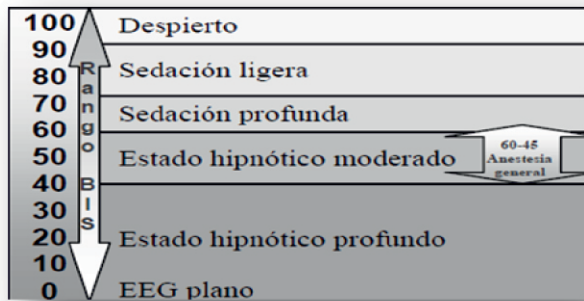 100
90
80
70
60
50
40
30
20
10
0
Rango BIS
Despierto
Sedación ligera
Sedación profunda
Estado hipnótico moderado
60-45
Anestesia
general
Estado hipnótico profundo
EEG plano